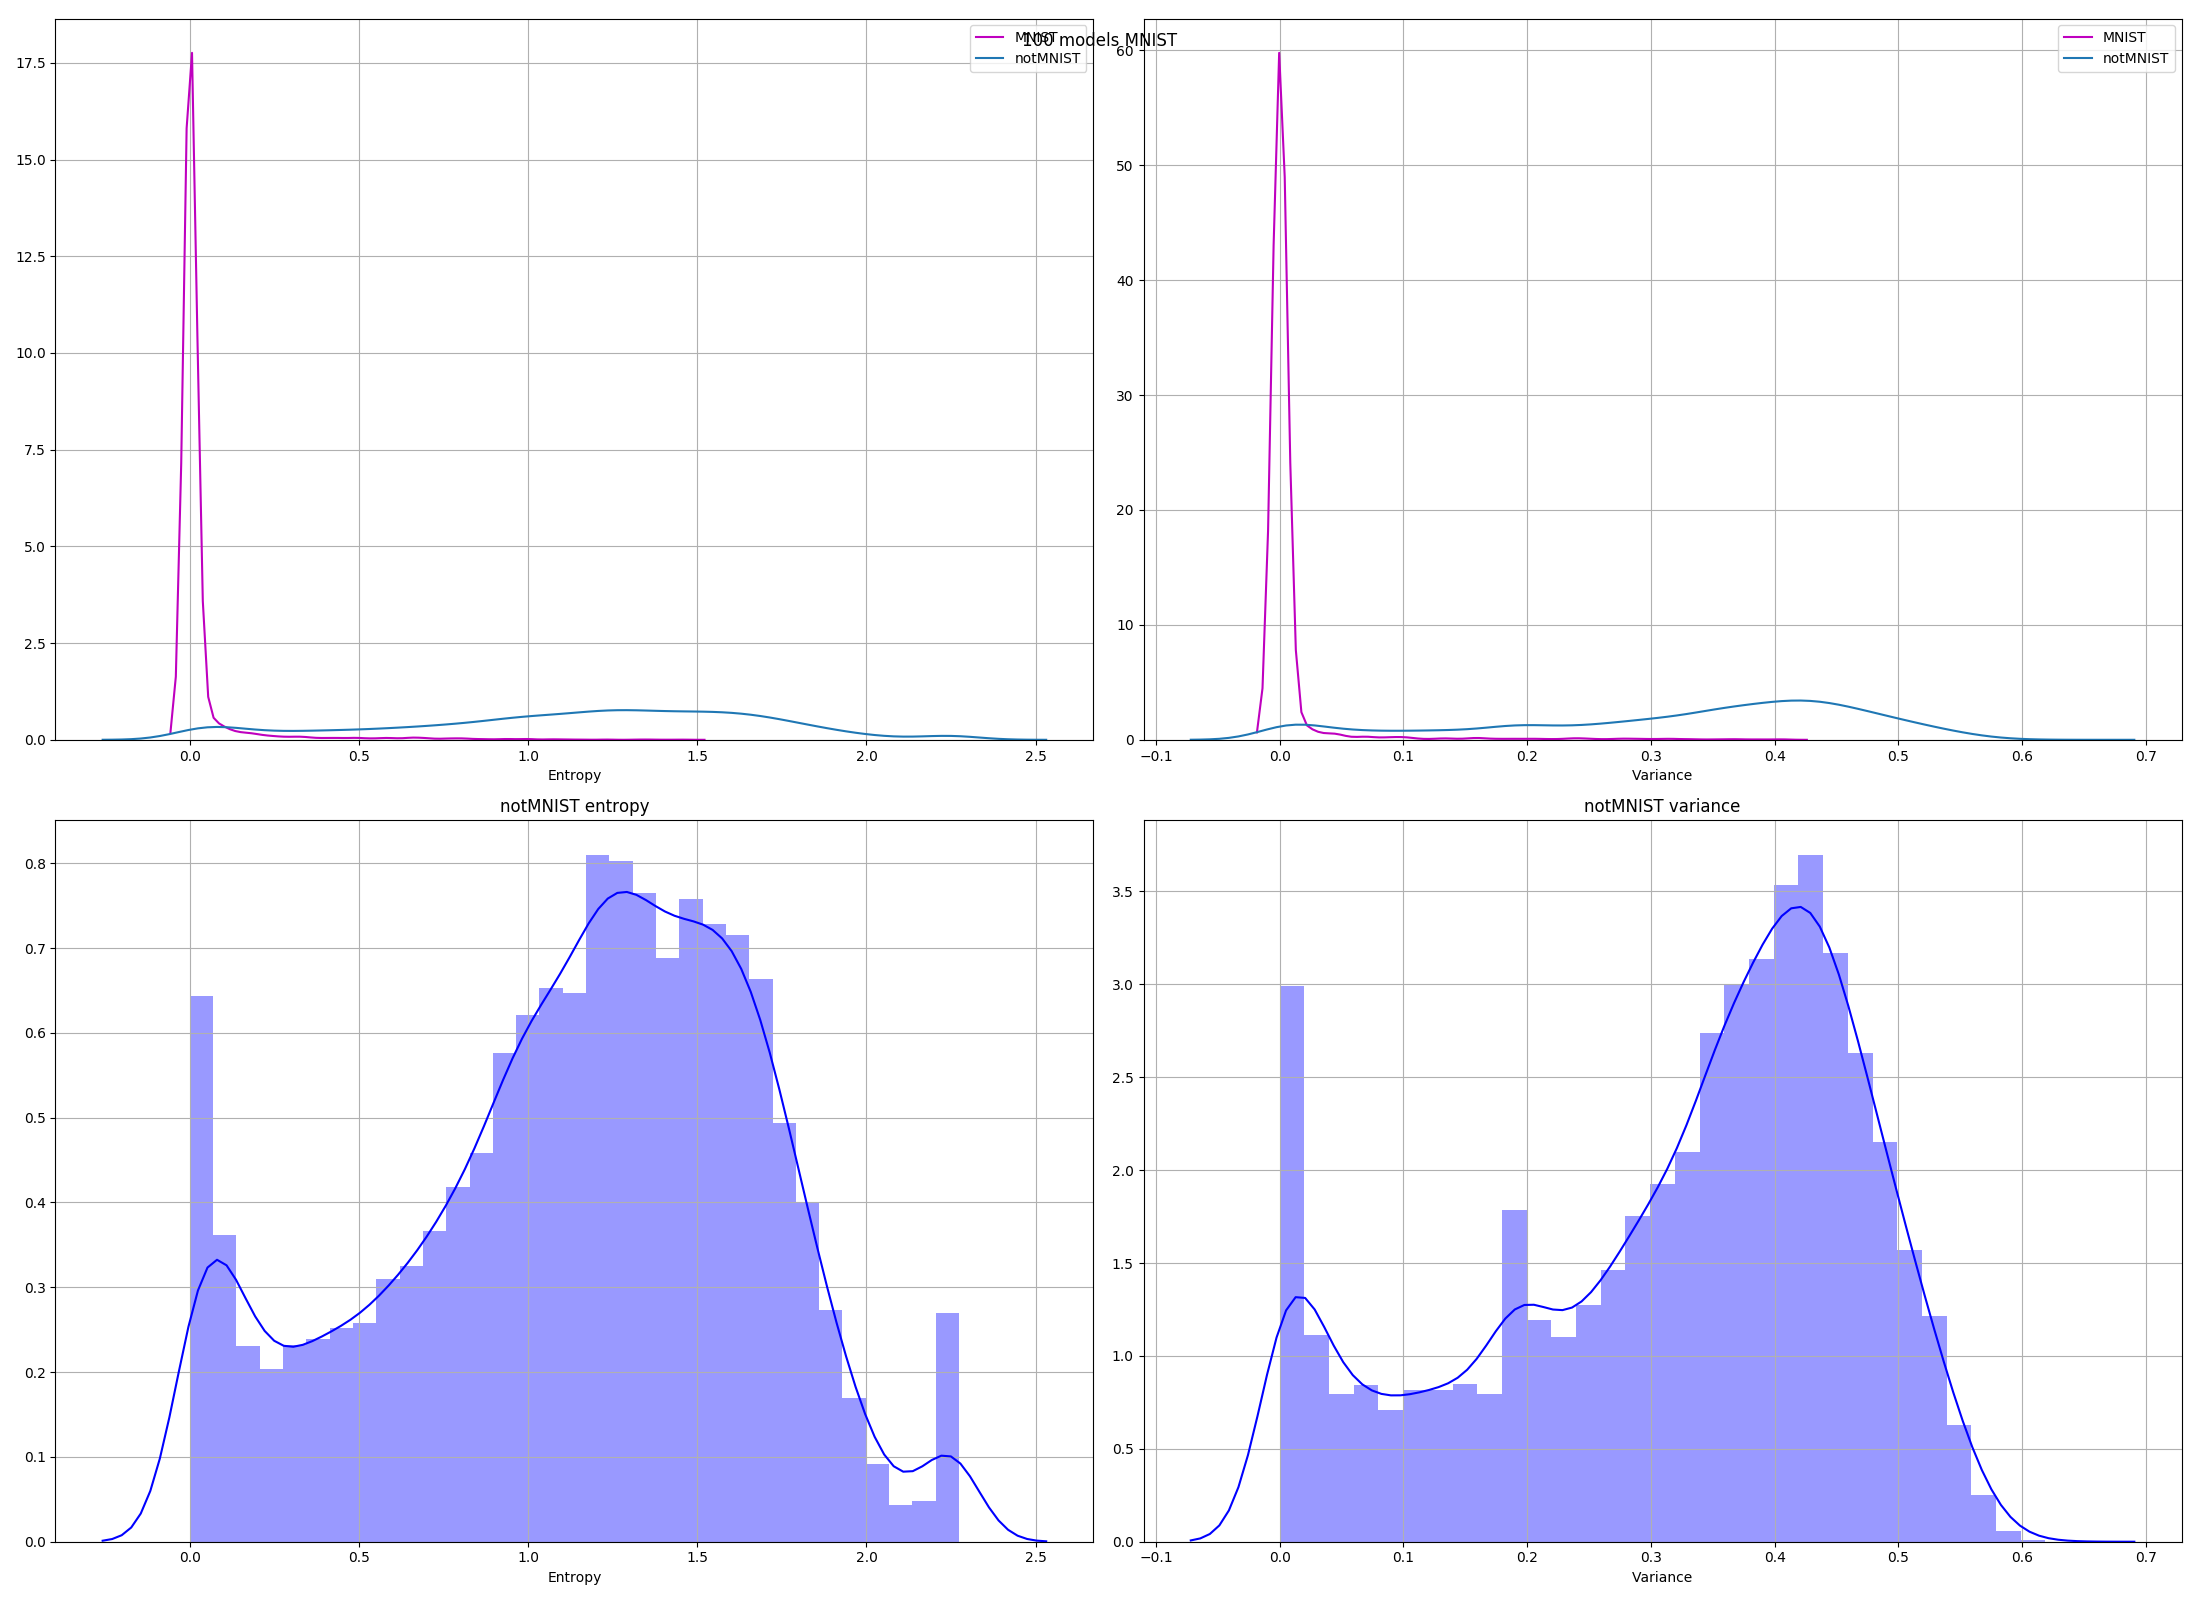 100 models MNIST
MNIST
notMNIST
17.5
15.0
12.5
10.0
7.5
5.0
2.5
0.0
0.0 0.5 1.0 1.5 2.0 2.5
Entropy
MNIST
notMNIST
60
50
40
30
20
10
0
−0.1 0.0 0.1 0.2 0.3 0.4 0.5 0.6 0.7
Variance
notMNIST entropy
0.8
0.7
0.6
0.5
0.4
0.3
0.2
0.1
0.0
0.0 0.5 1.0 1.5 2.0 2.5
Entropy
notMNIST variance
3.5
3.0
2.5
2.0
1.5
1.0
0.5
0.0
−0.1 0.0 0.1 0.2 0.3 0.4 0.5 0.6 0.7
Variance